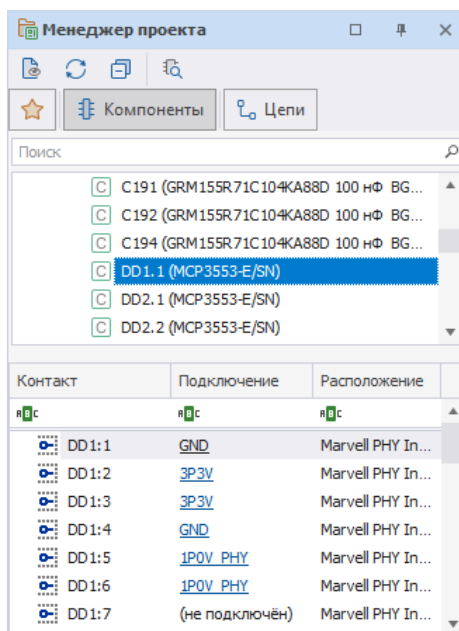 Менеджер проекта
Компоненты Цепи
Поиск
C C191 (GRM155R71C104KA88D 100 нФ BG...
C C192 (GRM155R71C104KA88D 100 нФ BG...
C C194 (GRM155R71C104KA88D 100 нФ BG...
C DD1.1 (MCP3553-E/SN)
C DD2.1 (MCP3553-E/SN)
C DD2.2 (MCP3553-E/SN)
Контакт Подключение Расположение
ABC ABC ABC
DD1:1 GND Marvell PHY In...
DD1:2 3P3V Marvell PHY In...
DD1:3 3P3V Marvell PHY In...
DD1:4 GND Marvell PHY In...
DD1:5 1P0V_PHY Marvell PHY In...
DD1:6 1P0V_PHY Marvell PHY In...
DD1:7 (не подключён) Marvell PHY In...